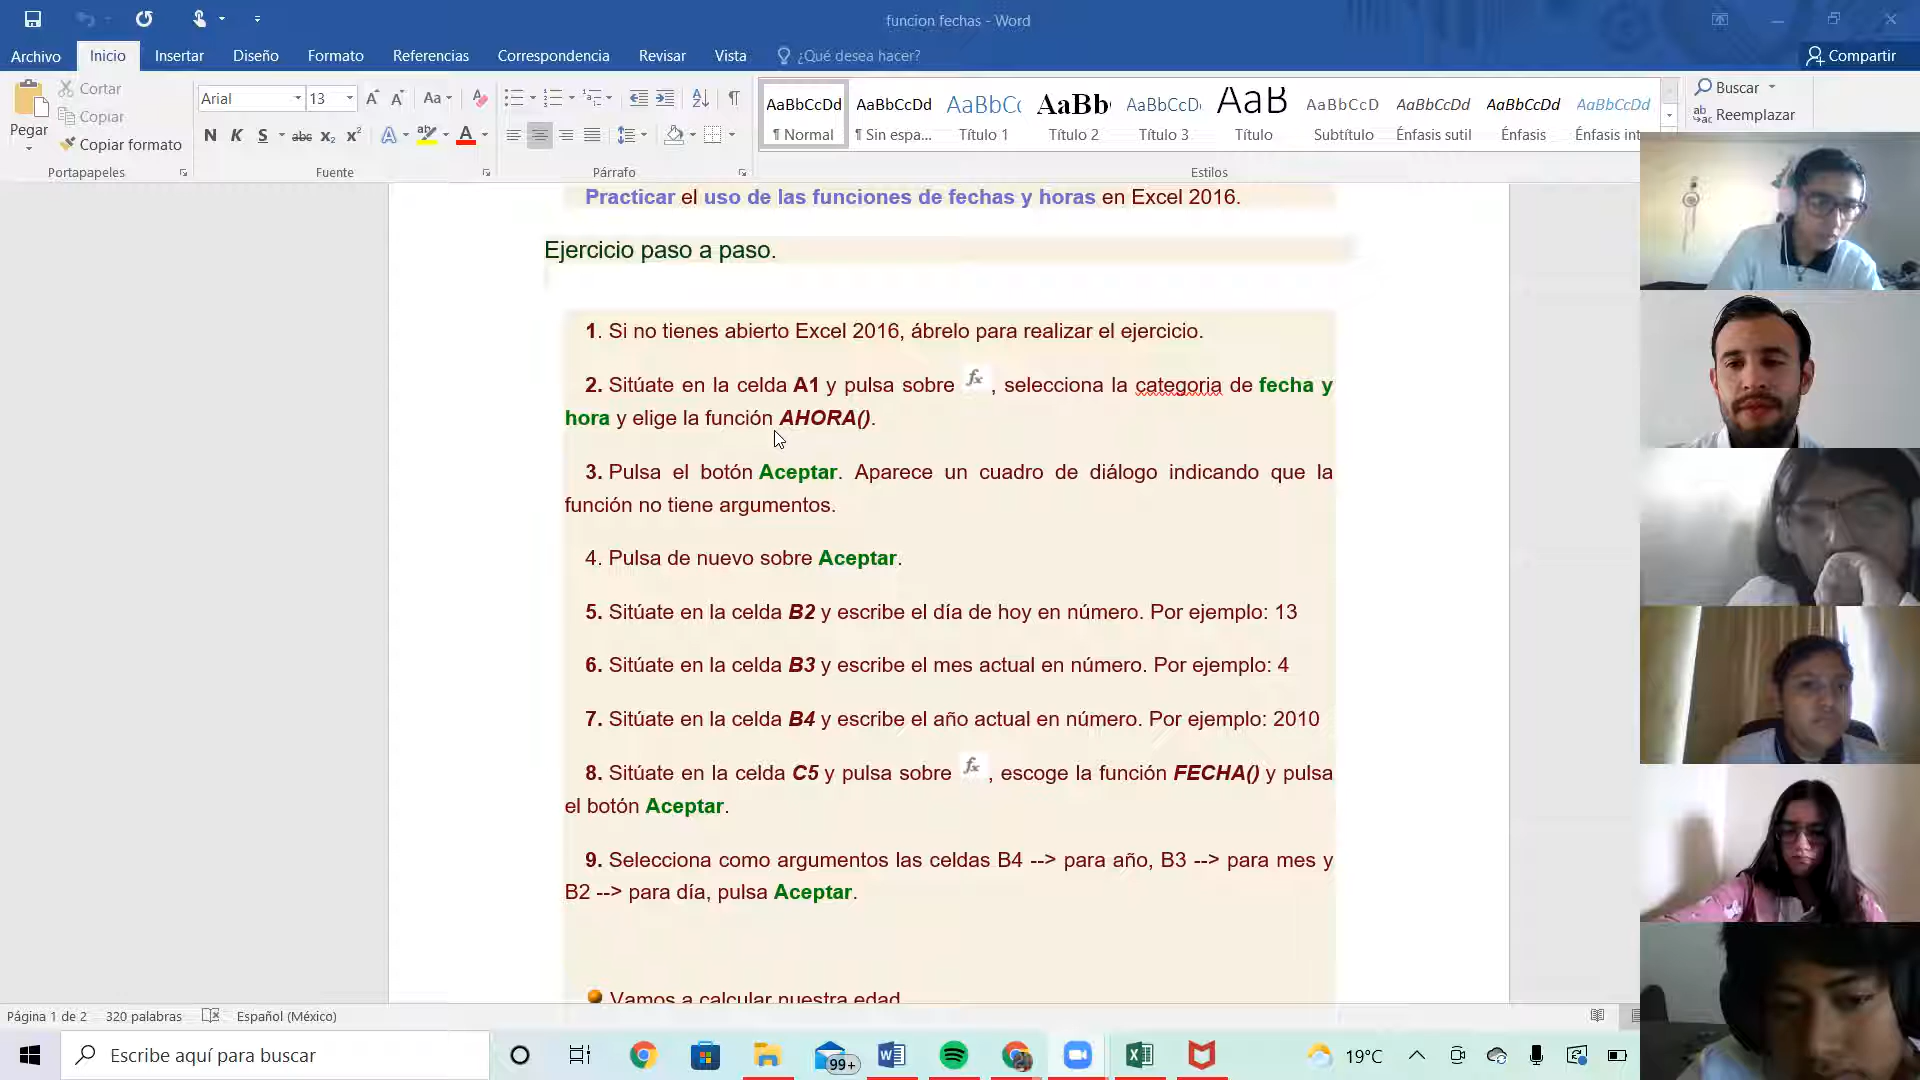 funcion fechas - Word
Archivo
Inicio
Insertar
Diseño
Formato
Referencias
Correspondencia
Revisar
Vista
¿Qué desea hacer?
Compartir
Pegar
Cortar
Copiar
Copiar formato
Portapapeles
Arial
13
Aa
N K S abc x₂ x²
Fuente
Párrafo
AaBbCcDd
¶ Normal
AaBbCcDd
¶ Sin espa...
AaBbCc
Título 1
AaBb
Título 2
AaBbCcD
Título 3
AaB
Título
AaBbCcD
Subtítulo
AaBbCcDd
Énfasis sutil
AaBbCcDd
Énfasis
AaBbCcDd
Énfasis int
Estilos
Buscar
Reemplazar
Practicar el uso de las funciones de fechas y horas en Excel 2016.
Ejercicio paso a paso.
1. Si no tienes abierto Excel 2016, ábrelo para realizar el ejercicio.
2. Sitúate en la celda A1 y pulsa sobre fx, selecciona la categoria de fecha y
hora y elige la función AHORA().
3. Pulsa el botón Aceptar. Aparece un cuadro de diálogo indicando que la
función no tiene argumentos.
4. Pulsa de nuevo sobre Aceptar.
5. Sitúate en la celda B2 y escribe el día de hoy en número. Por ejemplo: 13
6. Sitúate en la celda B3 y escribe el mes actual en número. Por ejemplo: 4
7. Sitúate en la celda B4 y escribe el año actual en número. Por ejemplo: 2010
8. Sitúate en la celda C5 y pulsa sobre fx, escoge la función FECHA() y pulsa
el botón Aceptar.
9. Selecciona como argumentos las celdas B4 --> para año, B3 --> para mes y
B2 --> para día, pulsa Aceptar.
Vamos a calcular nuestra edad
Página 1 de 2
320 palabras
Español (México)
Escribe aquí para buscar
99+
19°C